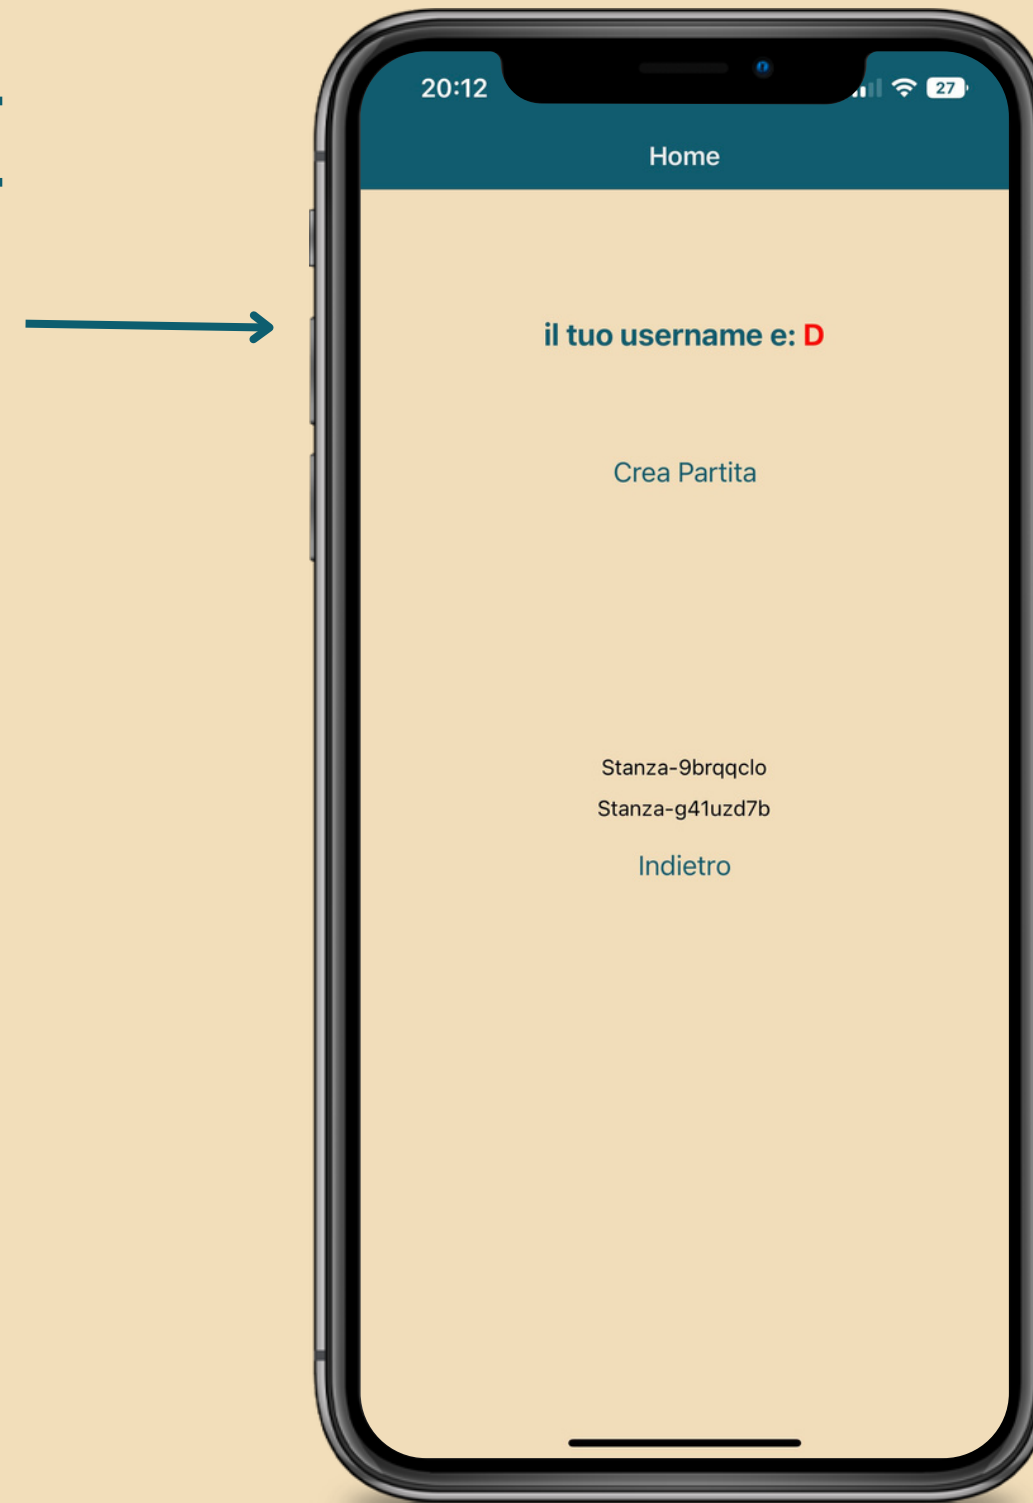 20:12
27
Home
il tuo username e: D
Crea Partita
Stanza-9brqqclo
Stanza-g41uzd7b
Indietro